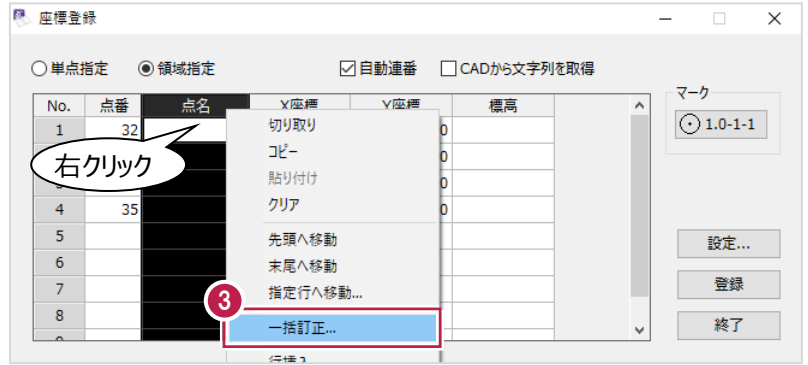 座標登録
単点指定 領域指定 自動連番 CADから文字列を取得
No. 点番 点名 X座標 Y座標 標高
マーク
1.0-1-1
1 32 0
0
0
4 35 0
5
6
7
8
右クリック
切り取り
コピー
貼り付け
クリア
先頭へ移動
末尾へ移動
指定行へ移動...
3
一括訂正...
設定...
登録
終了